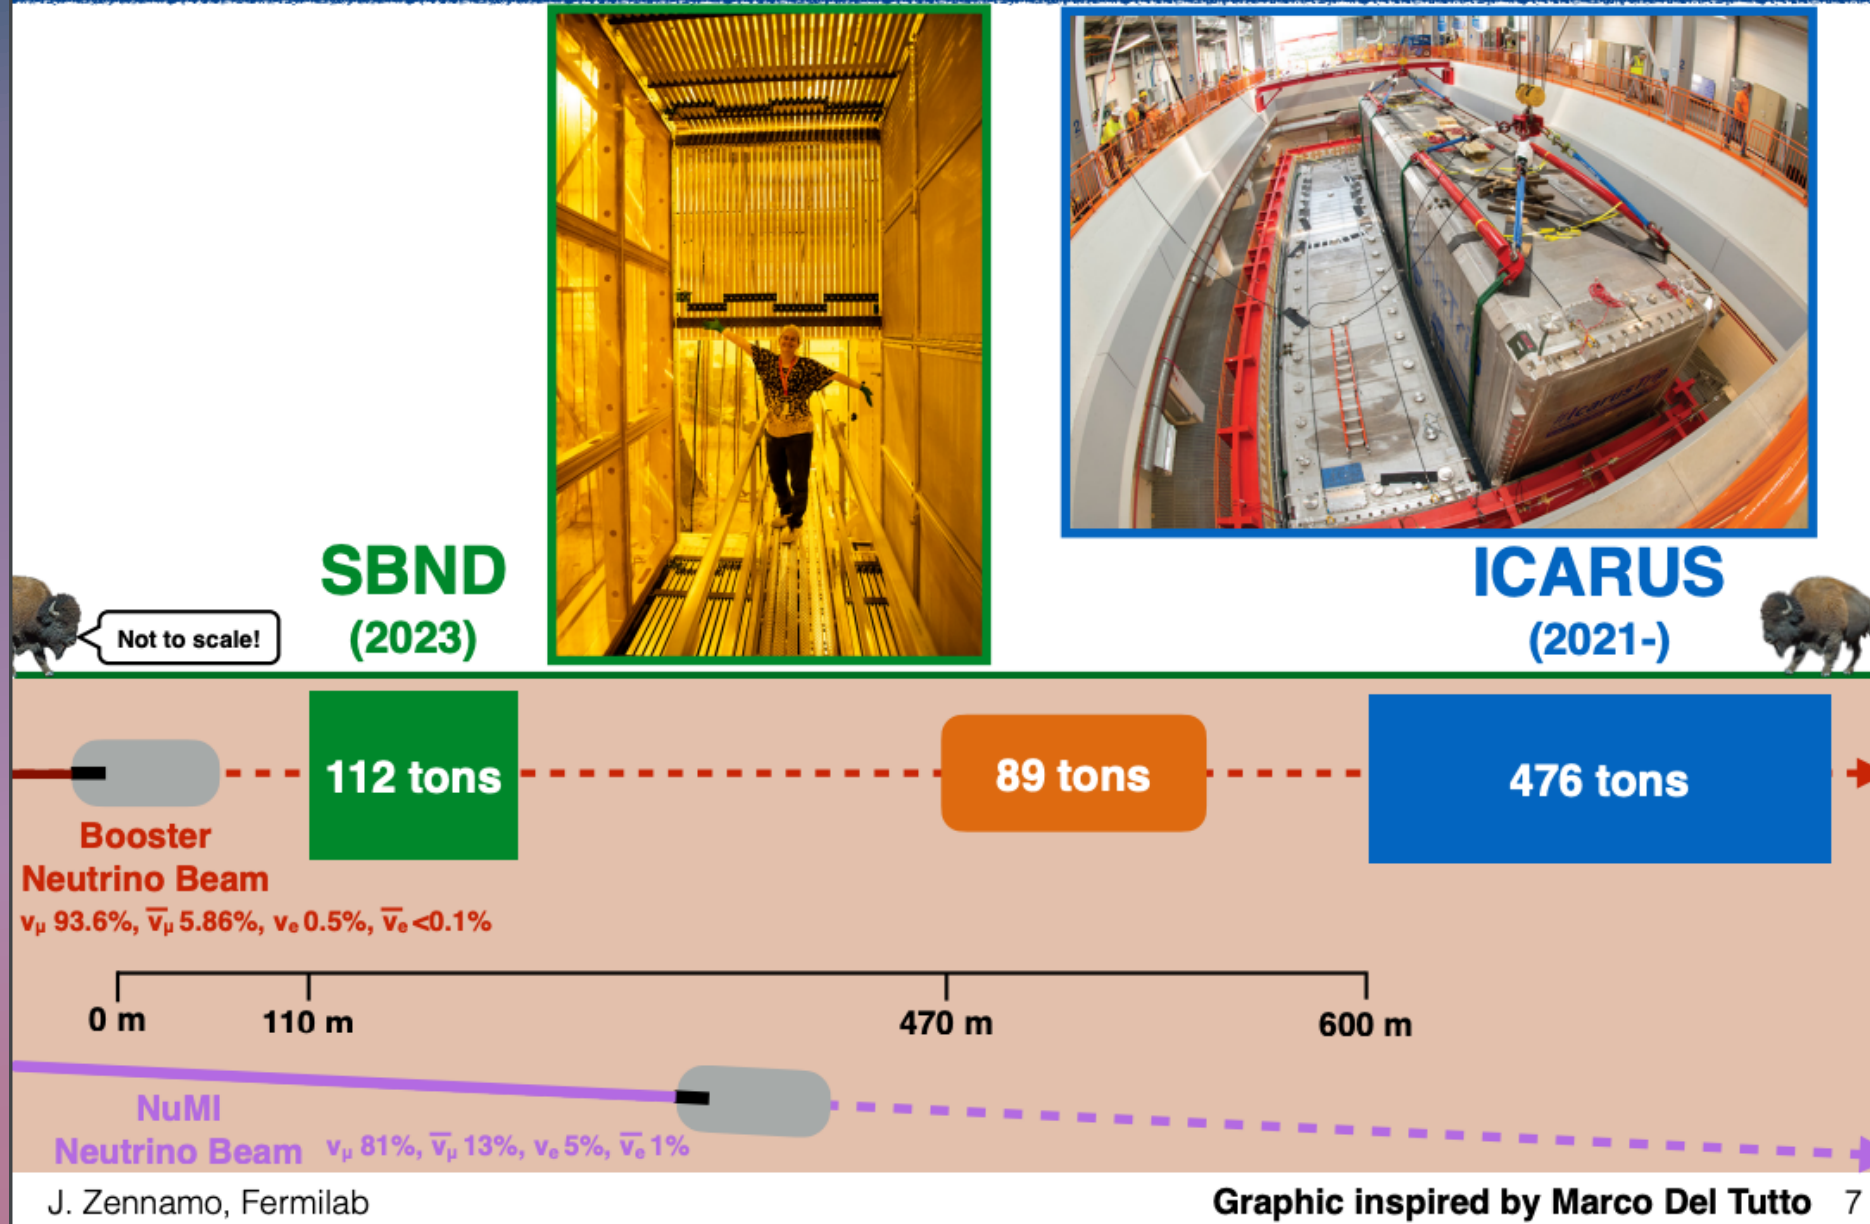 SBND
(2023)
ICARUS
(2021-)
Not to scale!
112 tons
89 tons
476 tons
Booster
Neutrino Beam
νμ 93.6%, ν̅μ 5.86%, νe 0.5%, ν̅e <0.1%
0 m
110 m
470 m
600 m
NuMI
Neutrino Beam
νμ 81%, ν̅μ 13%, νe 5%, ν̅e 1%
J. Zennamo, Fermilab
Graphic inspired by Marco Del Tutto
7